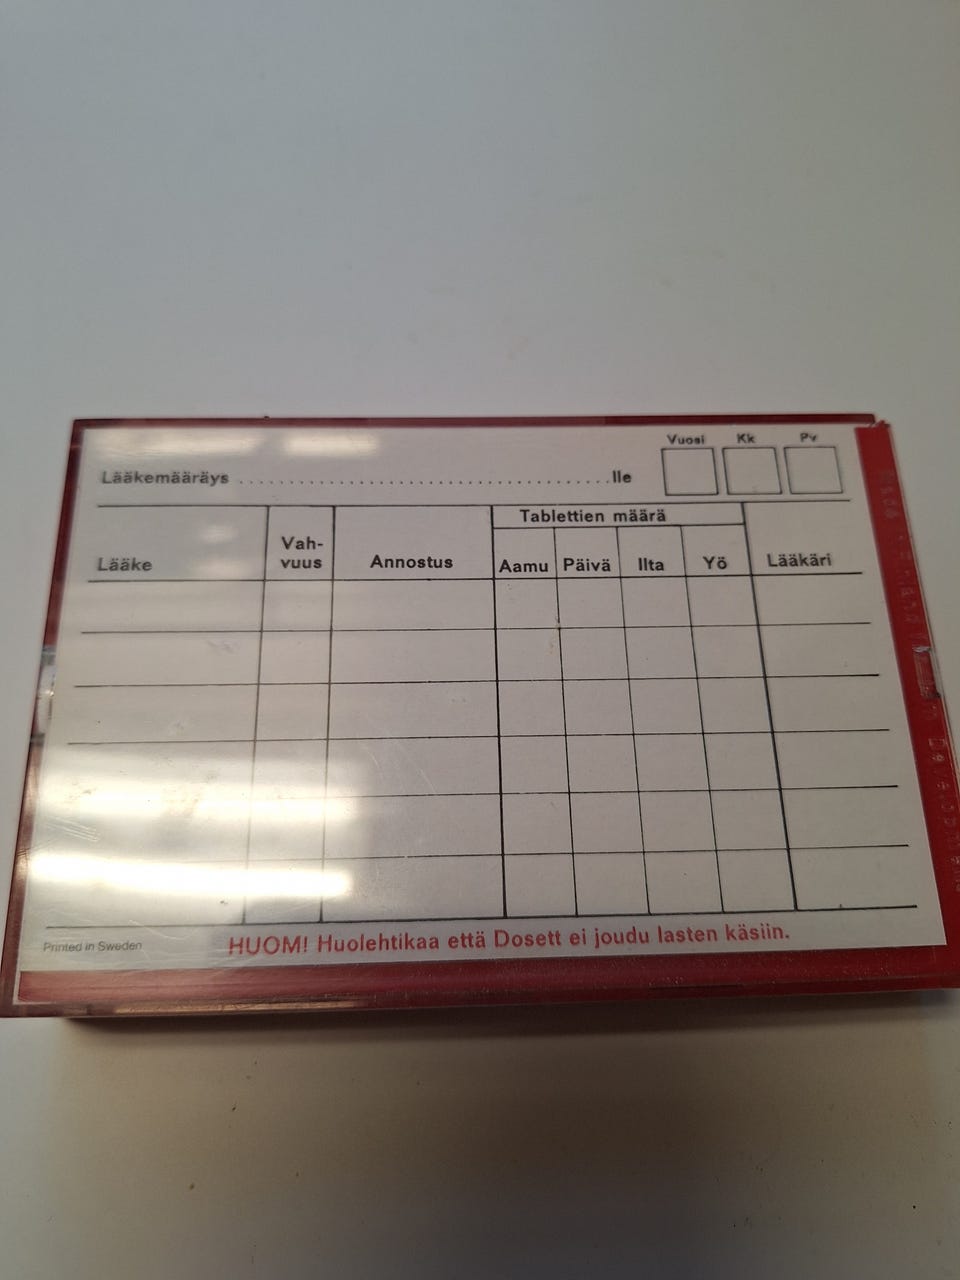 Vuosi Kk Pv
Lääkemääräys ........................................ lle
Tablettien määrä
Lääke Vah-
vuus Annostus Aamu Päivä Ilta Yö Lääkäri
Printed in Sweden
HUOM! Huolehtikaa että Dosett ei joudu lasten käsiin.